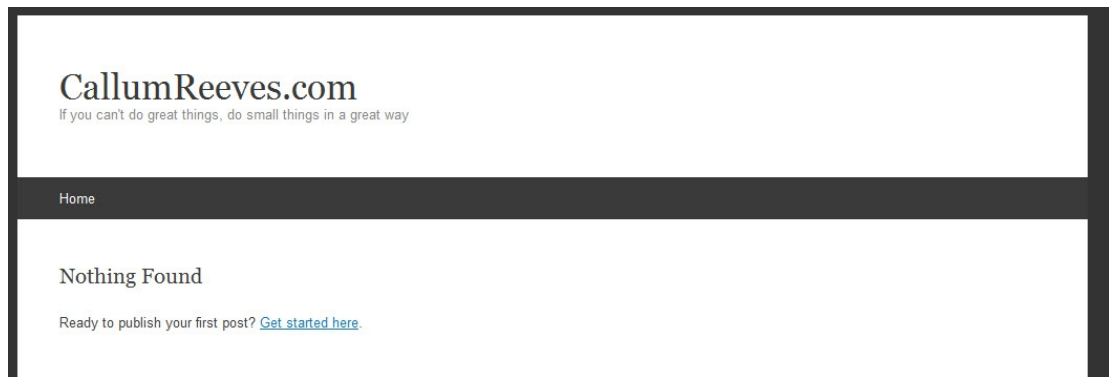 CallumReeves.com
If you can't do great things, do small things in a great way
Home
Nothing Found
Ready to publish your first post? Get started here.